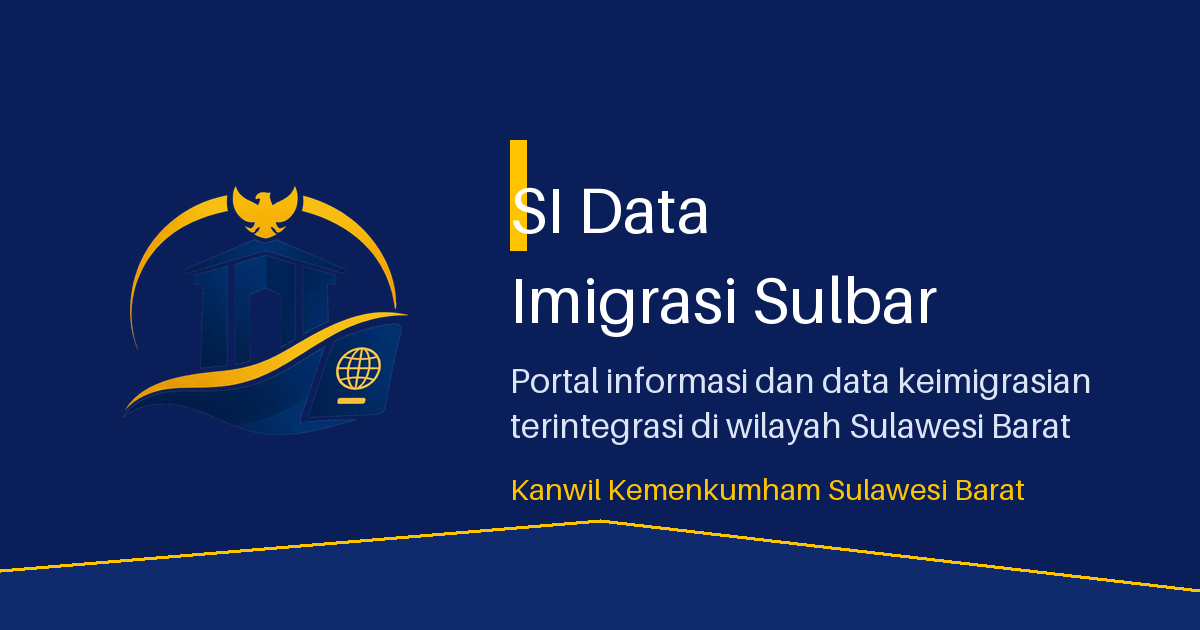 SI Data
Imigrasi Sulbar
Portal informasi dan data keimigrasian
terintegrasi di wilayah Sulawesi Barat
Kanwil Kemenkumham Sulawesi Barat